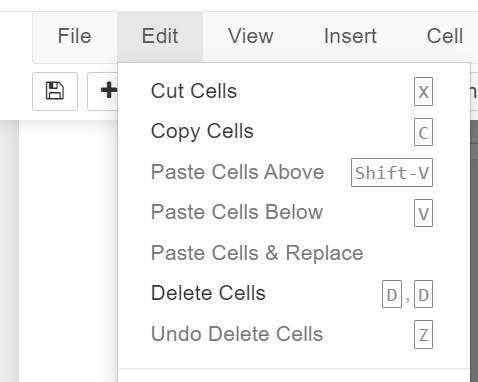 File Edit View Insert Cell
Cut Cells X
Copy Cells C
Paste Cells Above Shift-V
Paste Cells Below V
Paste Cells & Replace
Delete Cells D,D
Undo Delete Cells Z